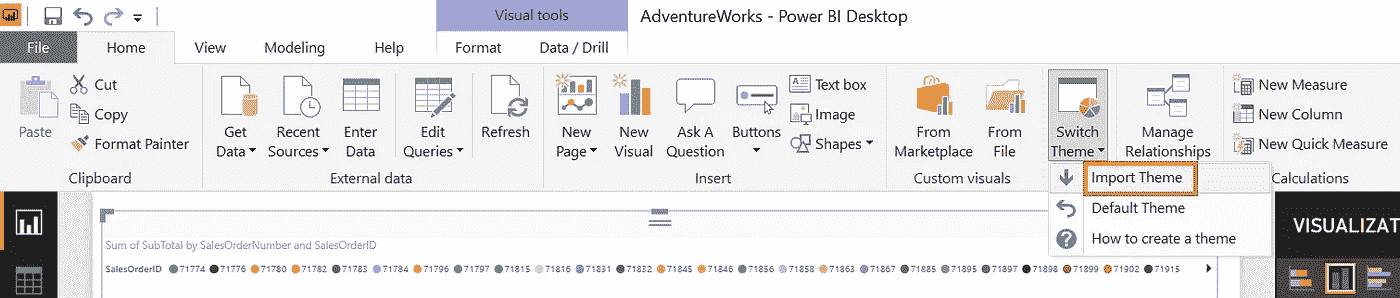 Visual tools
AdventureWorks - Power BI Desktop
File Home View Modeling Help Format Data / Drill
Paste
Cut
Copy
Format Painter
Clipboard
Get
Data
Recent
Sources
Enter
Data
Edit
Queries
Refresh
External data
New
Page
New
Visual
Ask A
Question
Buttons
Text box
Image
Shapes
Insert
From
Marketplace
From
File
Custom visuals
Switch
Theme
Manage
Relationships
New Measure
New Column
New Quick Measure
Calculations
Import Theme
Default Theme
How to create a theme
Sum of SubTotal by SalesOrderNumber and SalesOrderID
SalesOrderID 71774 71776 71780 71782 71783 71784 71796 71797 71815 71816 71831 71832 71845 71846 71856 71858 71863 71867 71885 71895 71897 71898 71899 71902 71915
VISUALIZAT